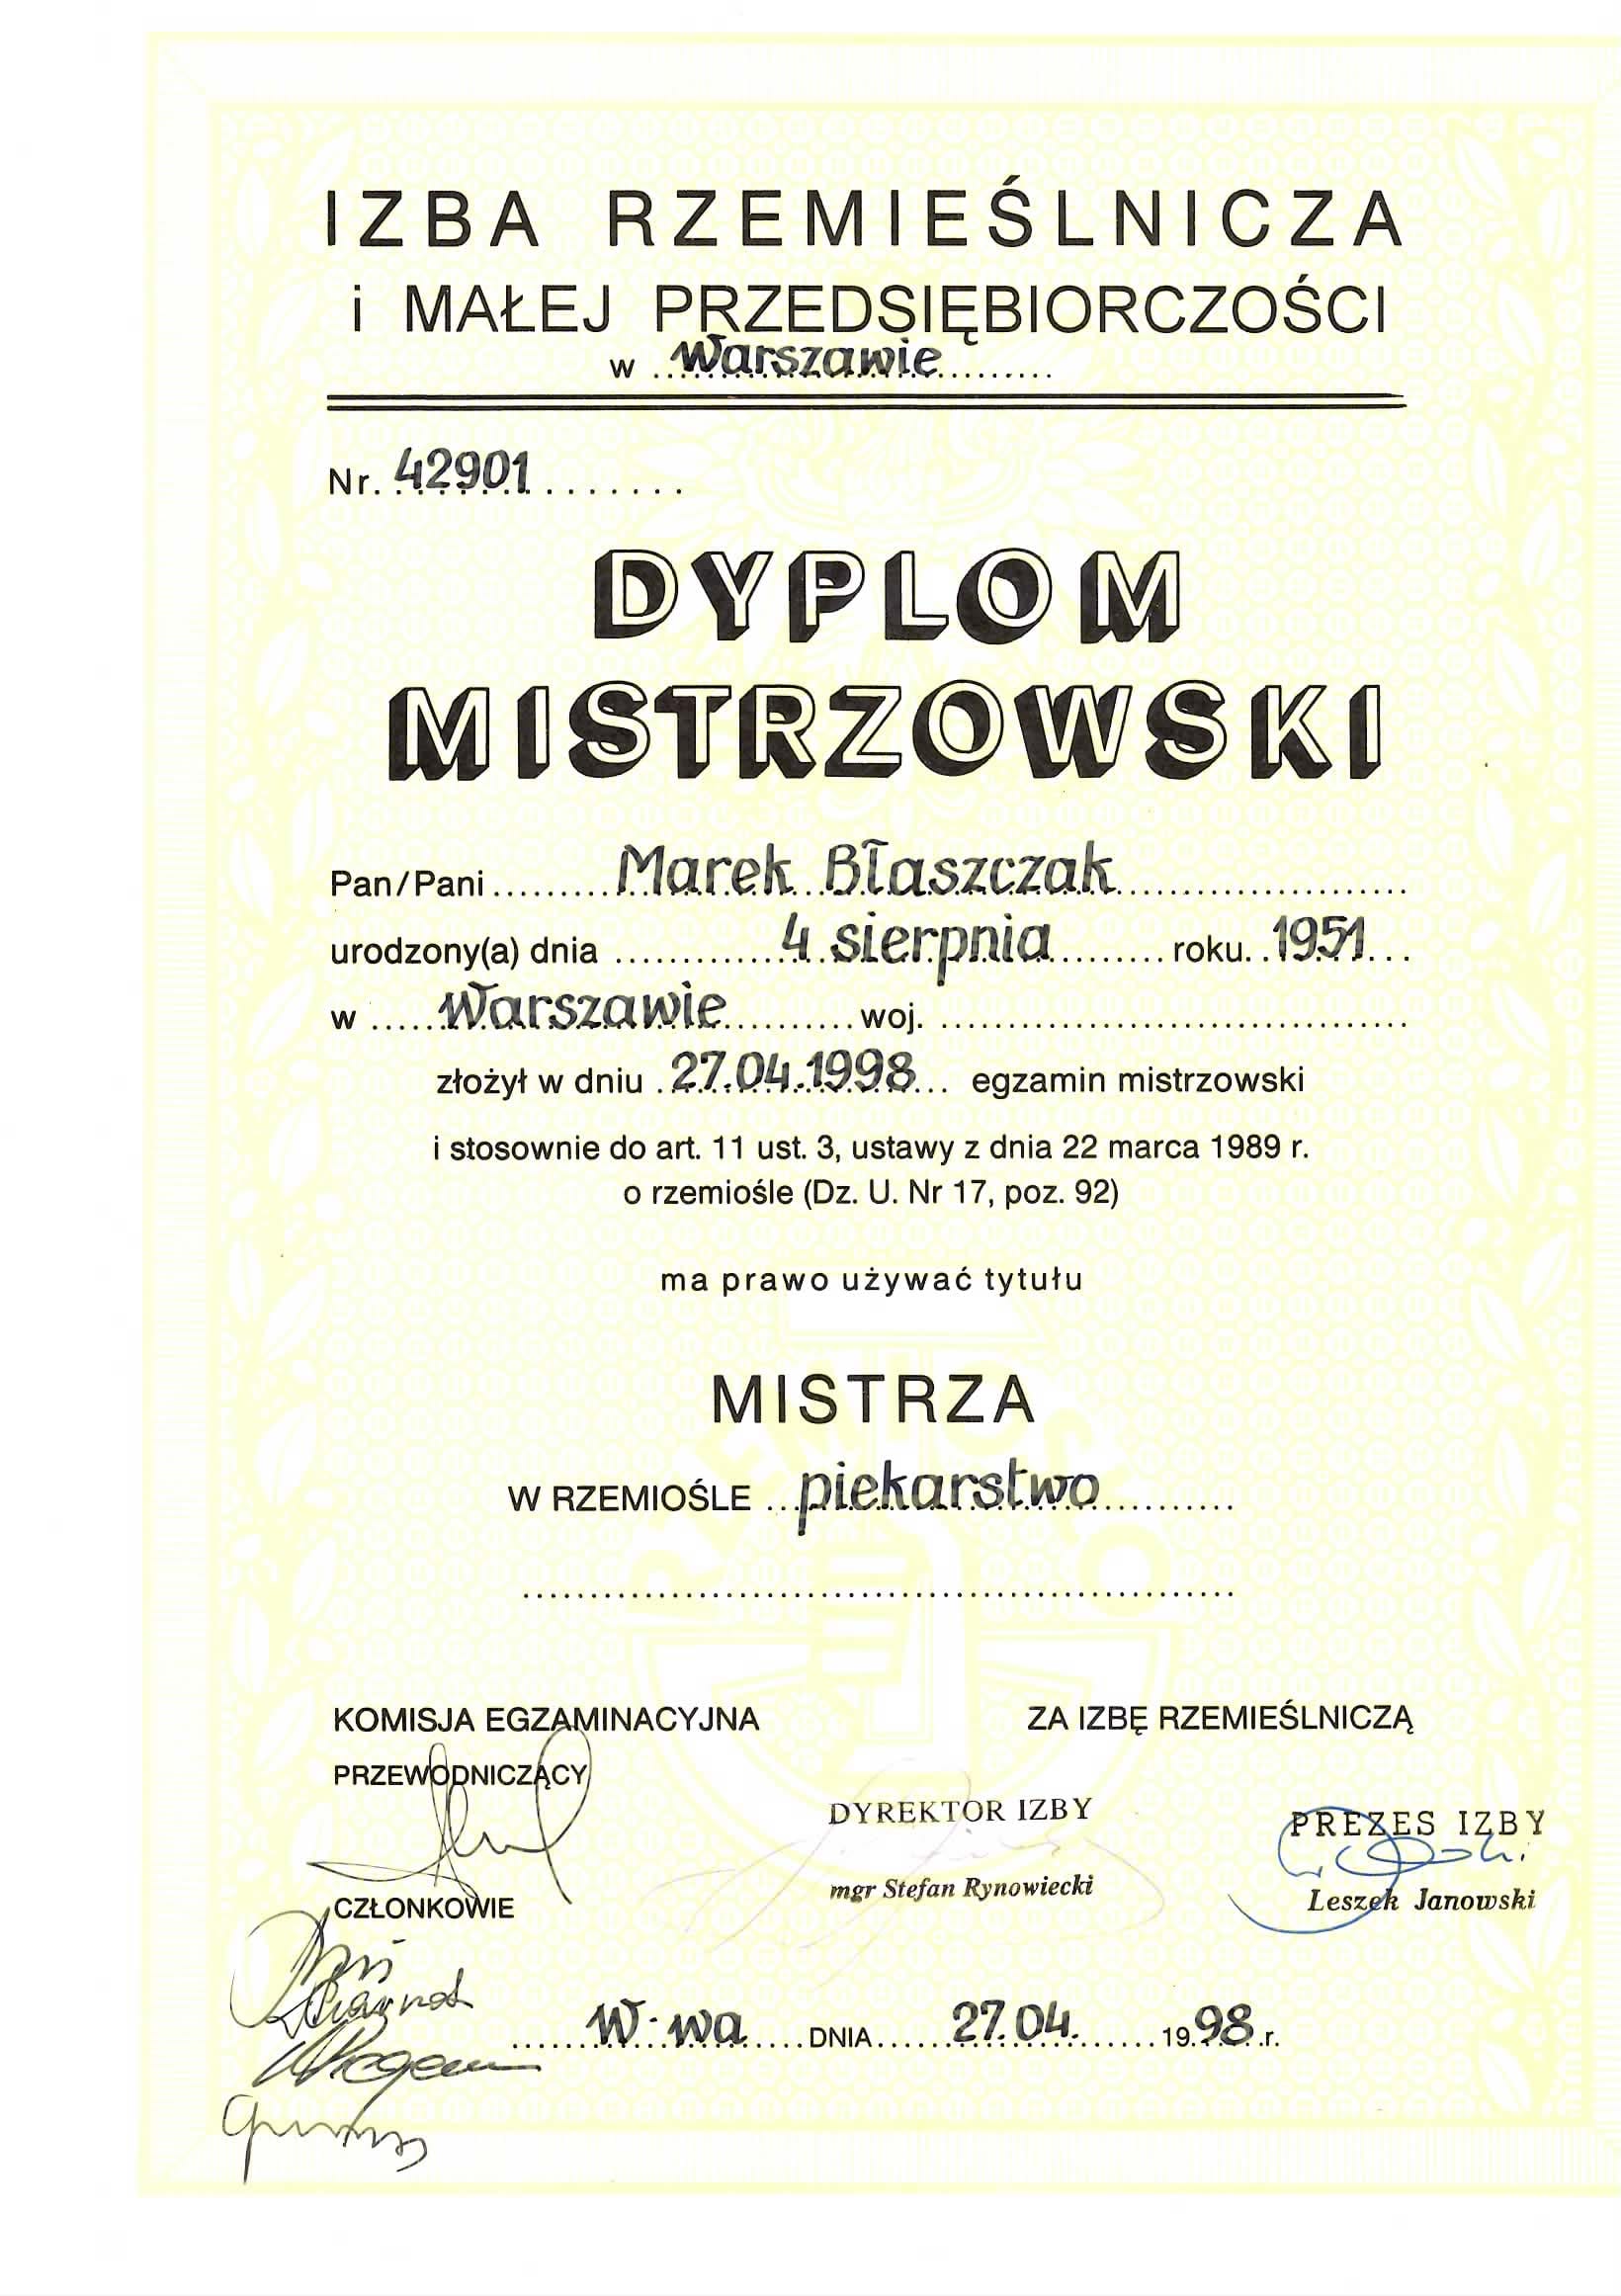 IZBA RZEMIEŚLNICZA
i MAŁEJ PRZEDSIĘBIORCZOŚCI
w Warszawie
Nr. 42901
DYPLOM
MISTRZOWSKI
Pan/Pani Marek Błaszczak
urodzony(a) dnia 4 sierpnia roku 1951
w Warszawie woj.
złożył w dniu 27.04.1998 egzamin mistrzowski
i stosownie do art. 11 ust. 3, ustawy z dnia 22 marca 1989 r.
o rzemiośle (Dz. U. Nr 17, poz. 92)
ma prawo używać tytułu
MISTRZA
W RZEMIOŚLE piekarstwo
KOMISJA EGZAMINACYJNA
ZA IZBĘ RZEMIEŚLNICZĄ
PRZEWODNICZĄCY
DYREKTOR IZBY
PREZES IZBY
mgr Stefan Rynowiecki
Leszek Janowski
CZŁONKOWIE
W-wa DNIA 27.04. 1998 r.